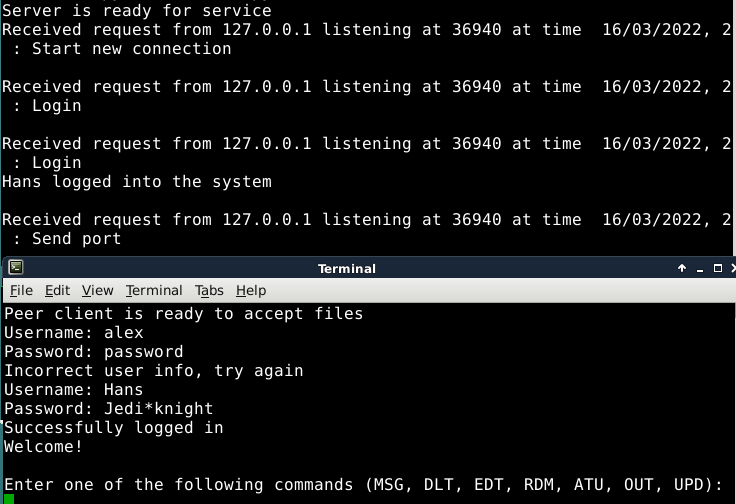 Server is ready for service
Received request from 127.0.0.1 listening at 36940 at time  16/03/2022, 2
 : Start new connection
Received request from 127.0.0.1 listening at 36940 at time  16/03/2022, 2
 : Login
Received request from 127.0.0.1 listening at 36940 at time  16/03/2022, 2
 : Login
Hans logged into the system
Received request from 127.0.0.1 listening at 36940 at time  16/03/2022, 2
 : Send port
Terminal
File Edit View Terminal Tabs Help
Peer client is ready to accept files
Username: alex
Password: password
Incorrect user info, try again
Username: Hans
Password: Jedi*knight
Successfully logged in
Welcome!
Enter one of the following commands (MSG, DLT, EDT, RDM, ATU, OUT, UPD):